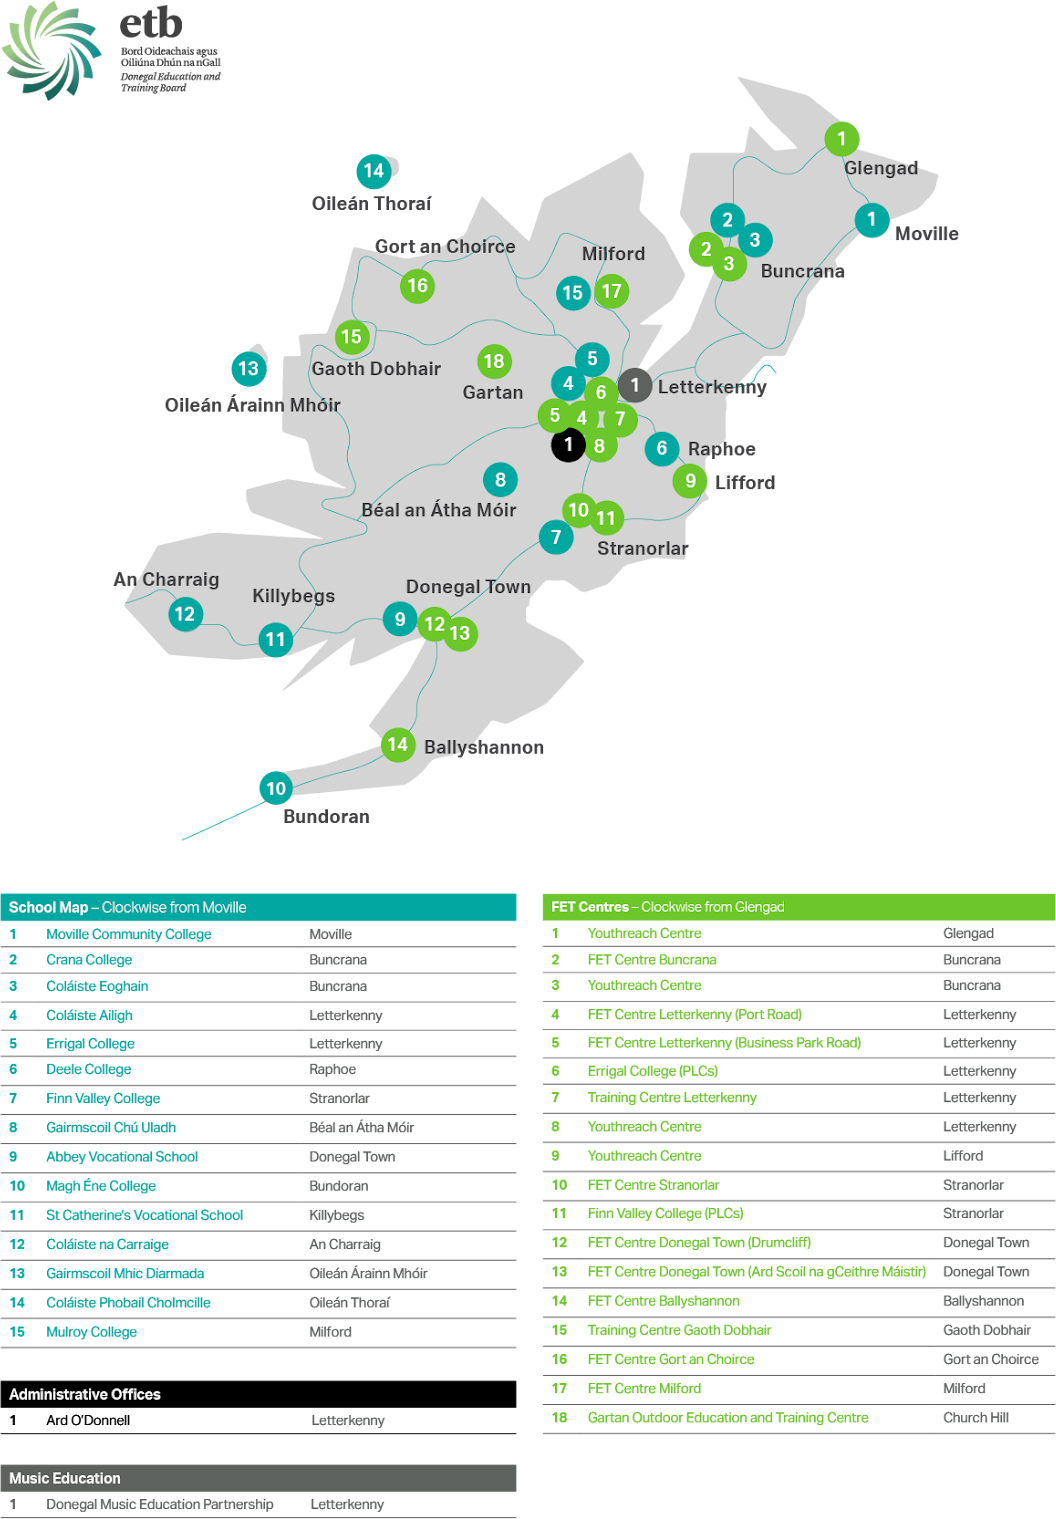 etb
Bord Oideachais agus
Oiliúna Dhún na nGall
Donegal Education and
Training Board
1
Glengad
14
Oileán Thoraí
2
1
Moville
3
2
3
Buncrana
Gort an Choirce
16
Milford
15
17
15
Gaoth Dobhair
18
Gartan
13
Oileán Árainn Mhóir
5
4
6
1
Letterkenny
5
4
7
1
8
6
Raphoe
9
Lifford
8
Béal an Átha Móir
10
11
7
Stranorlar
An Charraig
12
Killybegs
11
Donegal Town
9
12
13
14
Ballyshannon
10
Bundoran
School Map – Clockwise from Moville
1 Moville Community College Moville
2 Crana College Buncrana
3 Coláiste Eoghain Buncrana
4 Coláiste Ailigh Letterkenny
5 Errigal College Letterkenny
6 Deele College Raphoe
7 Finn Valley College Stranorlar
8 Gairmscoil Chú Uladh Béal an Átha Móir
9 Abbey Vocational School Donegal Town
10 Magh Éne College Bundoran
11 St Catherine's Vocational School Killybegs
12 Coláiste na Carraige An Charraig
13 Gairmscoil Mhic Diarmada Oileán Árainn Mhóir
14 Coláiste Phobail Cholmcille Oileán Thoraí
15 Mulroy College Milford
Administrative Offices
1 Ard O'Donnell Letterkenny
Music Education
1 Donegal Music Education Partnership Letterkenny
FET Centres – Clockwise from Glengad
1 Youthreach Centre Glengad
2 FET Centre Buncrana Buncrana
3 Youthreach Centre Buncrana
4 FET Centre Letterkenny (Port Road) Letterkenny
5 FET Centre Letterkenny (Business Park Road) Letterkenny
6 Errigal College (PLCs) Letterkenny
7 Training Centre Letterkenny Letterkenny
8 Youthreach Centre Letterkenny
9 Youthreach Centre Lifford
10 FET Centre Stranorlar Stranorlar
11 Finn Valley College (PLCs) Stranorlar
12 FET Centre Donegal Town (Drumcliff) Donegal Town
13 FET Centre Donegal Town (Ard Scoil na gCeithre Máistir) Donegal Town
14 FET Centre Ballyshannon Ballyshannon
15 Training Centre Gaoth Dobhair Gaoth Dobhair
16 FET Centre Gort an Choirce Gort an Choirce
17 FET Centre Milford Milford
18 Gartan Outdoor Education and Training Centre Church Hill